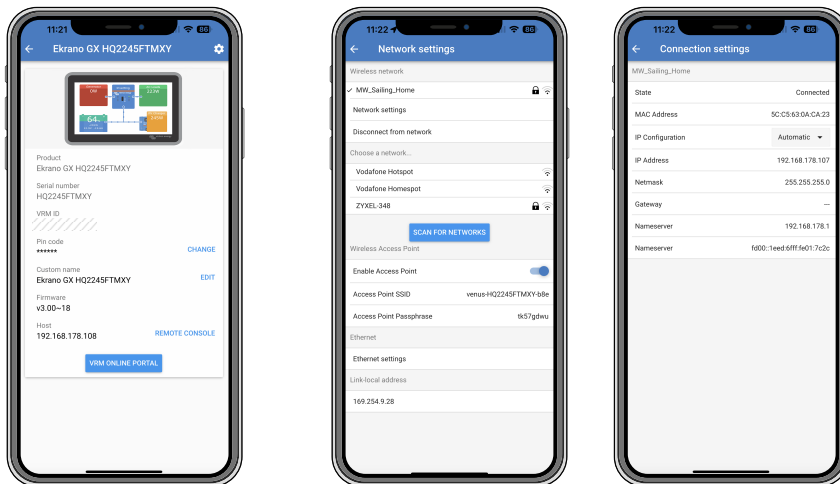 11:21
86
Ekrano GX HQ2245FTMXY
64
Product
Ekrano GX HQ2245FTMXY
Serial number
HQ2245FTMXY
VRM ID
Pin code
******
CHANGE
Custom name
Ekrano GX HQ2245FTMXY
EDIT
Firmware
v3.00~18
Host
192.168.178.108
REMOTE CONSOLE
VRM ONLINE PORTAL
11:22
86
Network settings
Wireless network
MW_Sailing_Home
Network settings
Disconnect from network
Choose a network...
Vodafone Hotspot
Vodafone Homespot
ZYXEL-348
SCAN FOR NETWORKS
Wireless Access Point
Enable Access Point
Access Point SSID venus-HQ2245FTMXY-b8e
Access Point Passphrase tk57gdwu
Ethernet
Ethernet settings
Link-local address
169.254.9.28
11:22
86
Connection settings
MW_Sailing_Home
State Connected
MAC Address 5C:C5:63:0A:CA:23
IP Configuration Automatic
IP Address 192.168.178.107
Netmask 255.255.255.0
Gateway —
Nameserver 192.168.178.1
Nameserver fd00::1eed:6fff:fe01:7c2c